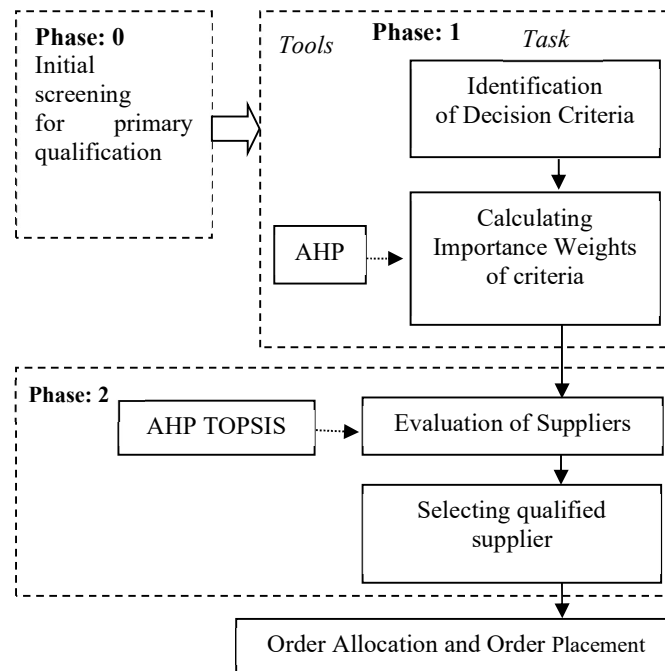 Phase: 0
Initial
screening
for primary
qualification
Phase: 1
Tools
Task
Identification
of Decision Criteria
AHP
Calculating
Importance Weights
of criteria
Phase: 2
AHP TOPSIS
Evaluation of Suppliers
Selecting qualified
supplier
Order Allocation and Order Placement